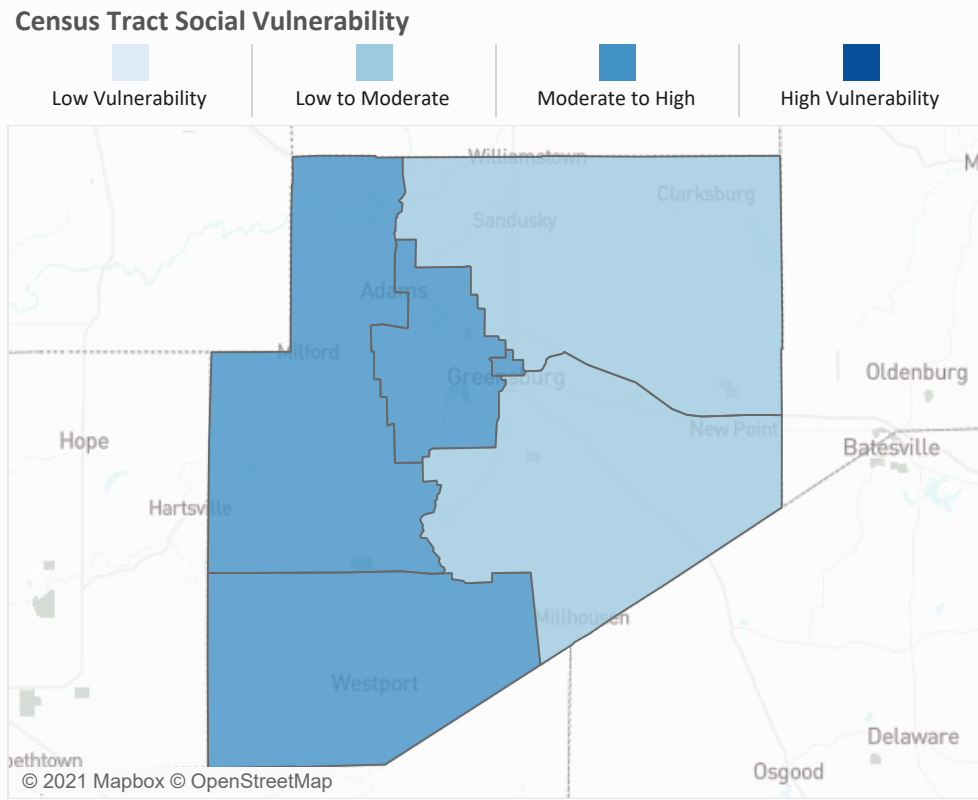 Census Tract Social Vulnerability
Low Vulnerability
Low to Moderate
Moderate to High
High Vulnerability
Williamstown
M
Clarksburg
Sandusky
Adams
Milford
Greensburg
Oldenburg
New Point
Hope
Batesville
Hartsville
Millhousen
Westport
Delaware
bethtown
Osgood
© 2021 Mapbox © OpenStreetMap